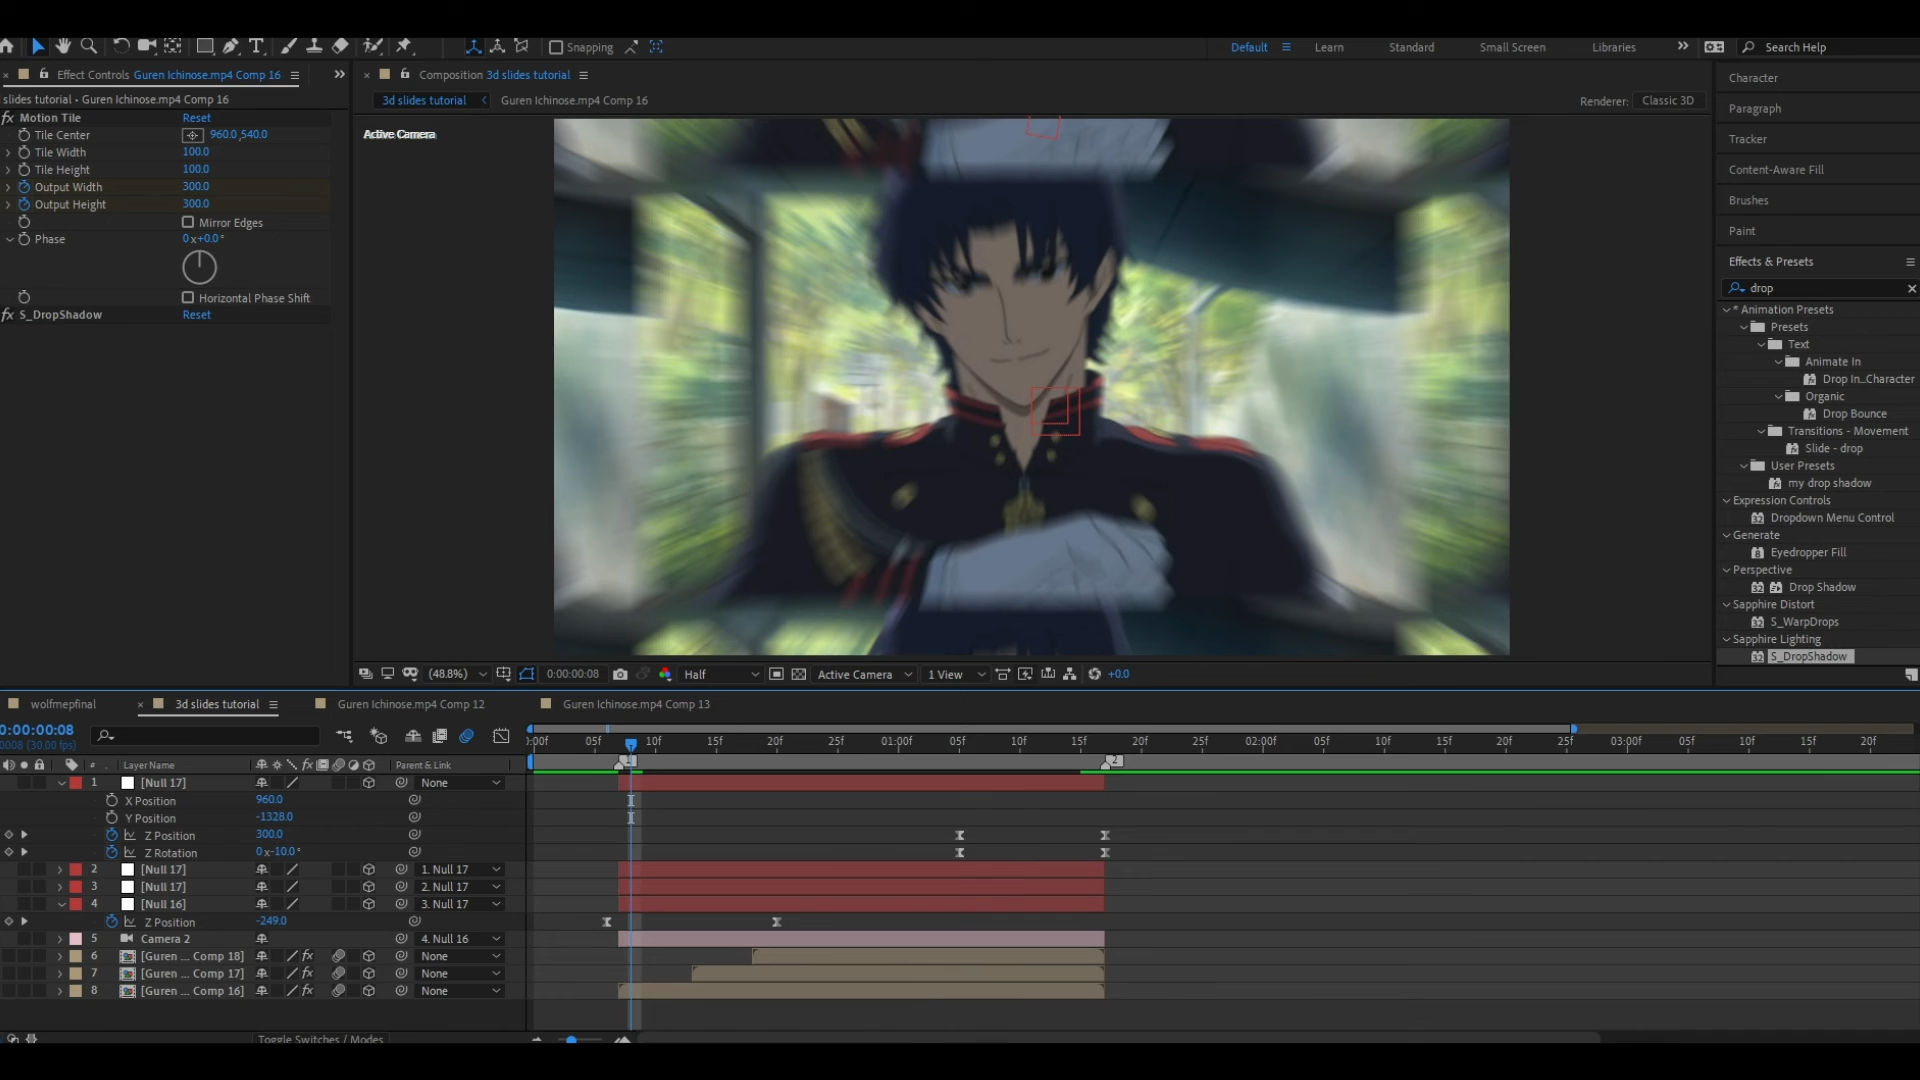 Snapping
Default
Learn
Standard
Small Screen
Libraries
Search Help
Effect Controls Guren Ichinose.mp4 Comp 16
slides tutorial • Guren Ichinose.mp4 Comp 16
fx Motion Tile Reset
Tile Center 960.0,540.0
Tile Width 100.0
Tile Height 100.0
Output Width 300.0
Output Height 300.0
Mirror Edges
Phase 0x+0.0°
Horizontal Phase Shift
fx S_DropShadow Reset
Composition 3d slides tutorial
3d slides tutorial Guren Ichinose.mp4 Comp 16
Renderer: Classic 3D
Active Camera
(48.8%) 0:00:00:08 Half Active Camera 1 View +0.0
Character
Paragraph
Tracker
Content-Aware Fill
Brushes
Paint
Effects & Presets
drop
* Animation Presets
Presets
Text
Animate In
Drop In_Character
Organic
Drop Bounce
Transitions - Movement
Slide - drop
User Presets
my drop shadow
Expression Controls
Dropdown Menu Control
Generate
Eyedropper Fill
Perspective
Drop Shadow
Sapphire Distort
S_WarpDrops
Sapphire Lighting
S_DropShadow
wolfmepfinal 3d slides tutorial Guren Ichinose.mp4 Comp 12 Guren Ichinose.mp4 Comp 13
0:00:00:08
0008 (30.00 fps)
:00f 05f 10f 15f 20f 25f 01:00f 05f 10f 15f 20f 25f 02:00f 05f 10f 15f 20f 25f 03:00f 05f 10f 15f 20f
1 2
# Layer Name fx Parent & Link
1 [Null 17] None
X Position 960.0
Y Position -1328.0
Z Position 300.0
Z Rotation 0x-10.0°
2 [Null 17] 1. Null 17
3 [Null 17] 2. Null 17
4 [Null 16] 3. Null 17
Z Position -249.0
5 Camera 2 4. Null 16
6 [Guren ... Comp 18] fx None
7 [Guren ... Comp 17] fx None
8 [Guren ... Comp 16] fx None
Toggle Switches / Modes